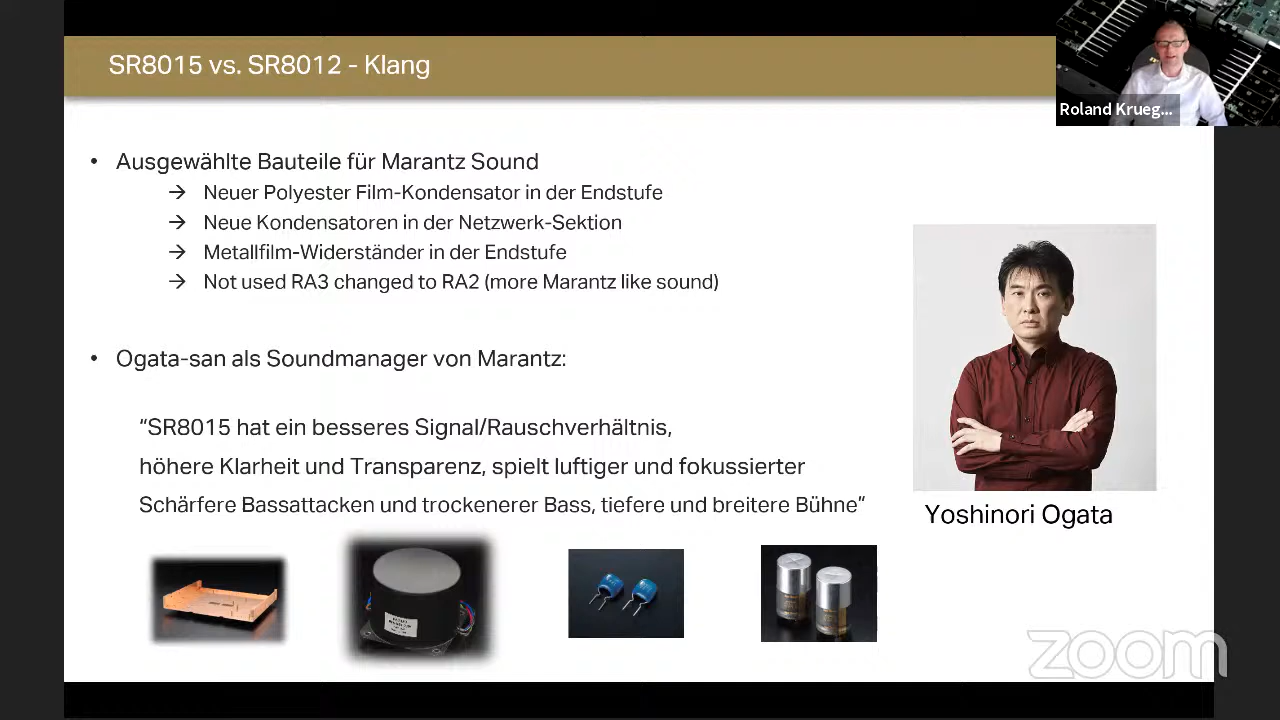 SR8015 vs. SR8012 - Klang
Roland Krueg...
• Ausgewählte Bauteile für Marantz Sound
→ Neuer Polyester Film-Kondensator in der Endstufe
→ Neue Kondensatoren in der Netzwerk-Sektion
→ Metallfilm-Widerständer in der Endstufe
→ Not used RA3 changed to RA2 (more Marantz like sound)
• Ogata-san als Soundmanager von Marantz:
“SR8015 hat ein besseres Signal/Rauschverhältnis,
höhere Klarheit und Transparenz, spielt luftiger und fokussierter
Schärfere Bassattacken und trockenerer Bass, tiefere und breitere Bühne”
Yoshinori Ogata
zoom